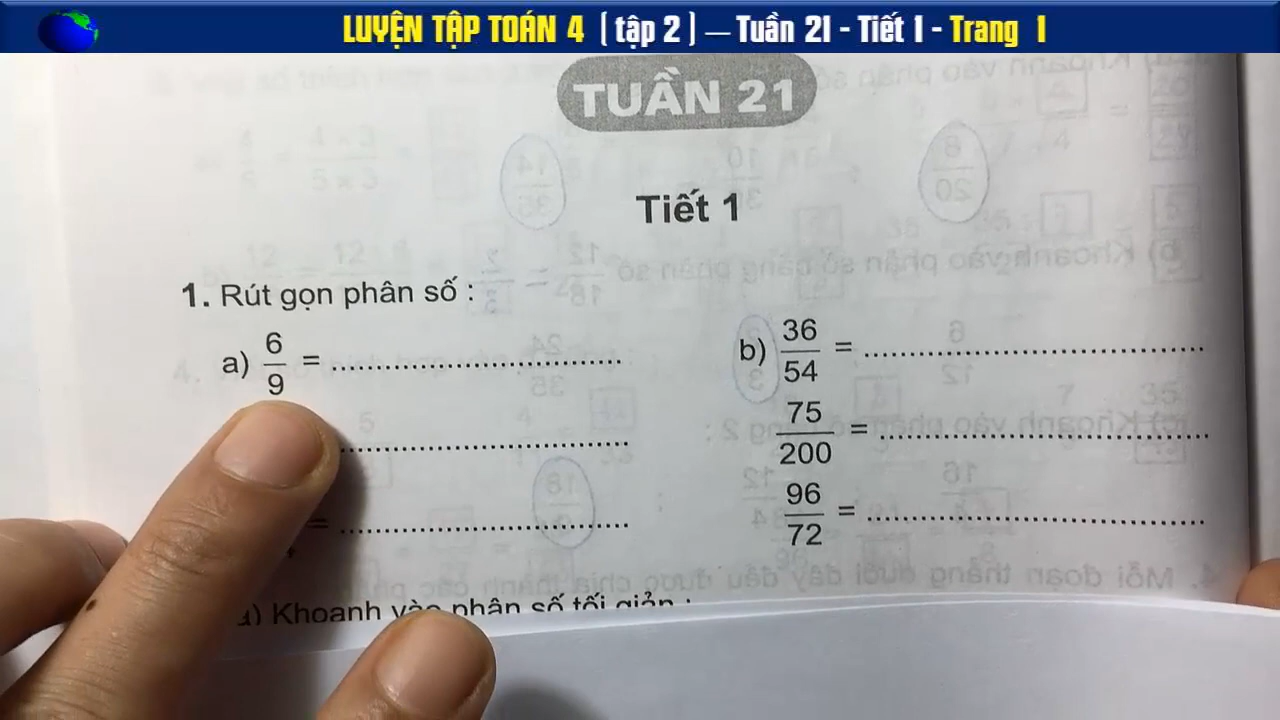 LUYỆN TẬP TOÁN 4 ( tập 2 ) — Tuần 21 - Tiết 1 - Trang 1
TUẦN 21
Tiết 1
1. Rút gọn phân số :
a) 6/9 = ........................................
........................................
= ........................................
b) 36/54 = ........................................
75/200 = ........................................
96/72 = ........................................
a) Khoanh vào phân số tối giản :